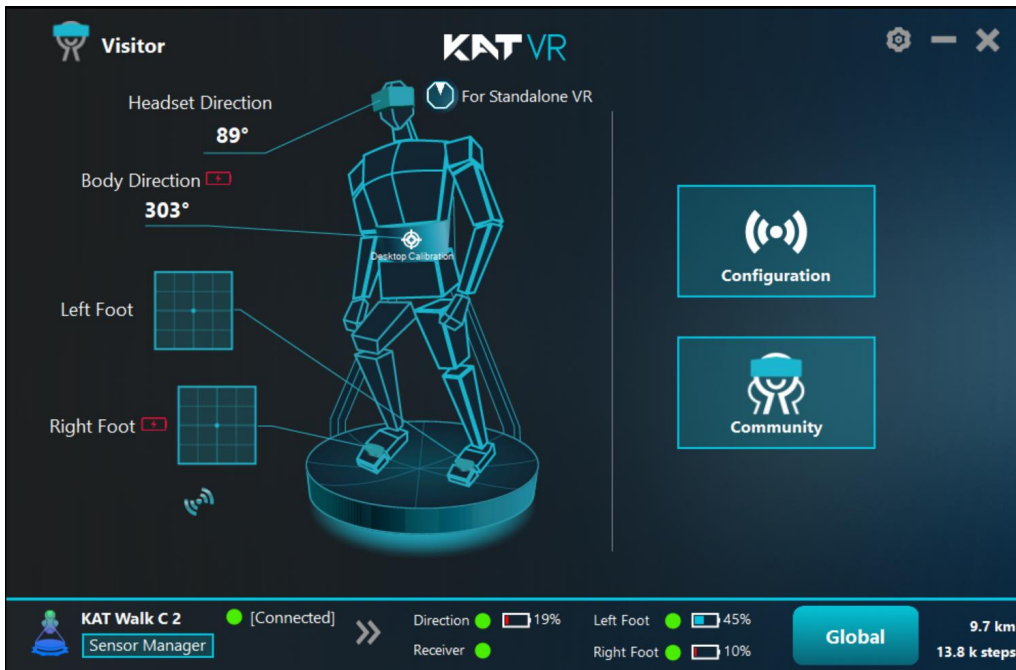 Visitor
KAT VR
Headset Direction
89°
For Standalone VR
Body Direction
303°
Desktop Calibration
Left Foot
Right Foot
Configuration
Community
KAT Walk C 2
[Connected]
Sensor Manager
Direction 19%
Receiver
Left Foot 45%
Right Foot 10%
Global
9.7 km
13.8 k steps